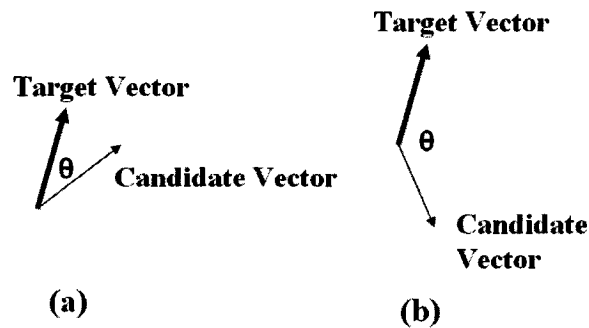 Target Vector
θ
Candidate Vector
(a)
Target Vector
θ
Candidate
Vector
(b)